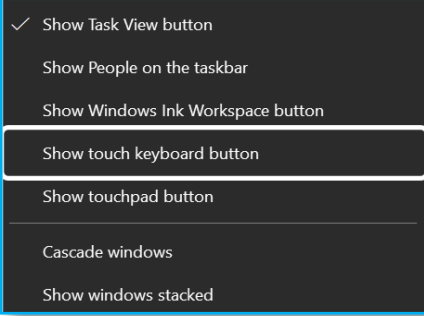 Show Task View button
Show People on the taskbar
Show Windows Ink Workspace button
Show touch keyboard button
Show touchpad button
Cascade windows
Show windows stacked